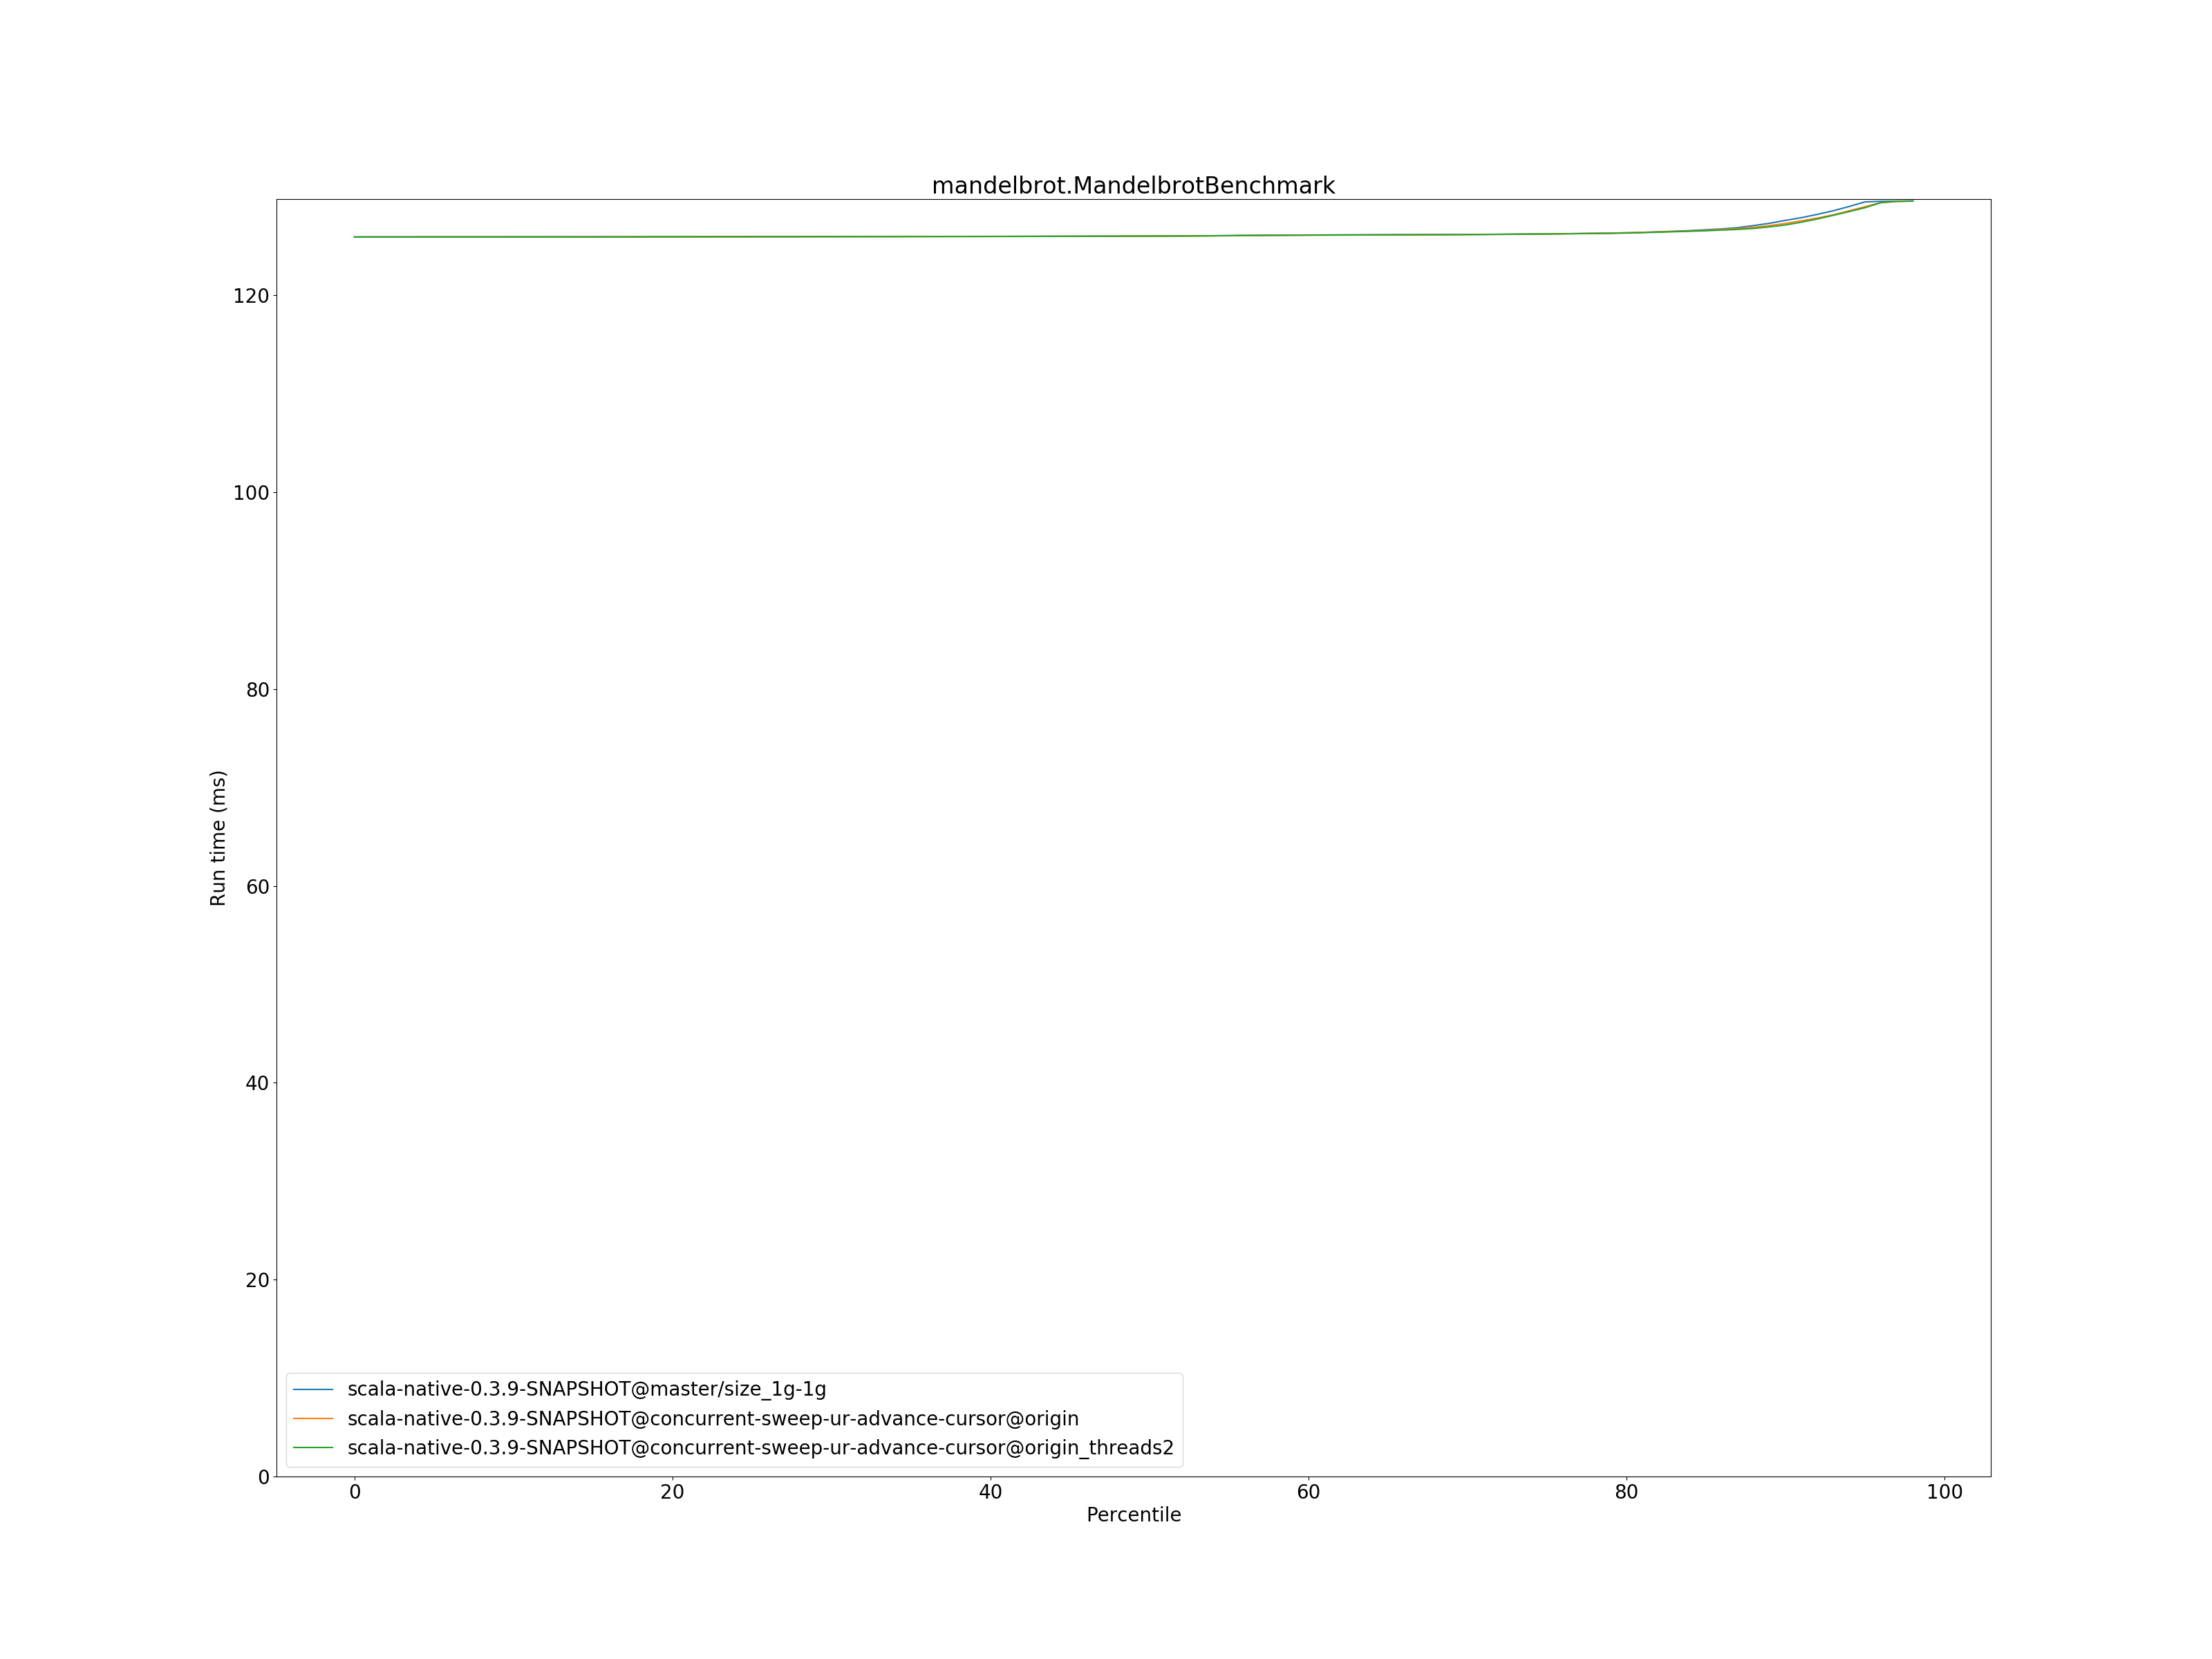 mandelbrot.MandelbrotBenchmark
120
100
80
60
40
20
0
Run time (ms)
scala-native-0.3.9-SNAPSHOT@master/size_1g-1g
scala-native-0.3.9-SNAPSHOT@concurrent-sweep-ur-advance-cursor@origin
scala-native-0.3.9-SNAPSHOT@concurrent-sweep-ur-advance-cursor@origin_threads2
0 20 40 60 80 100
Percentile